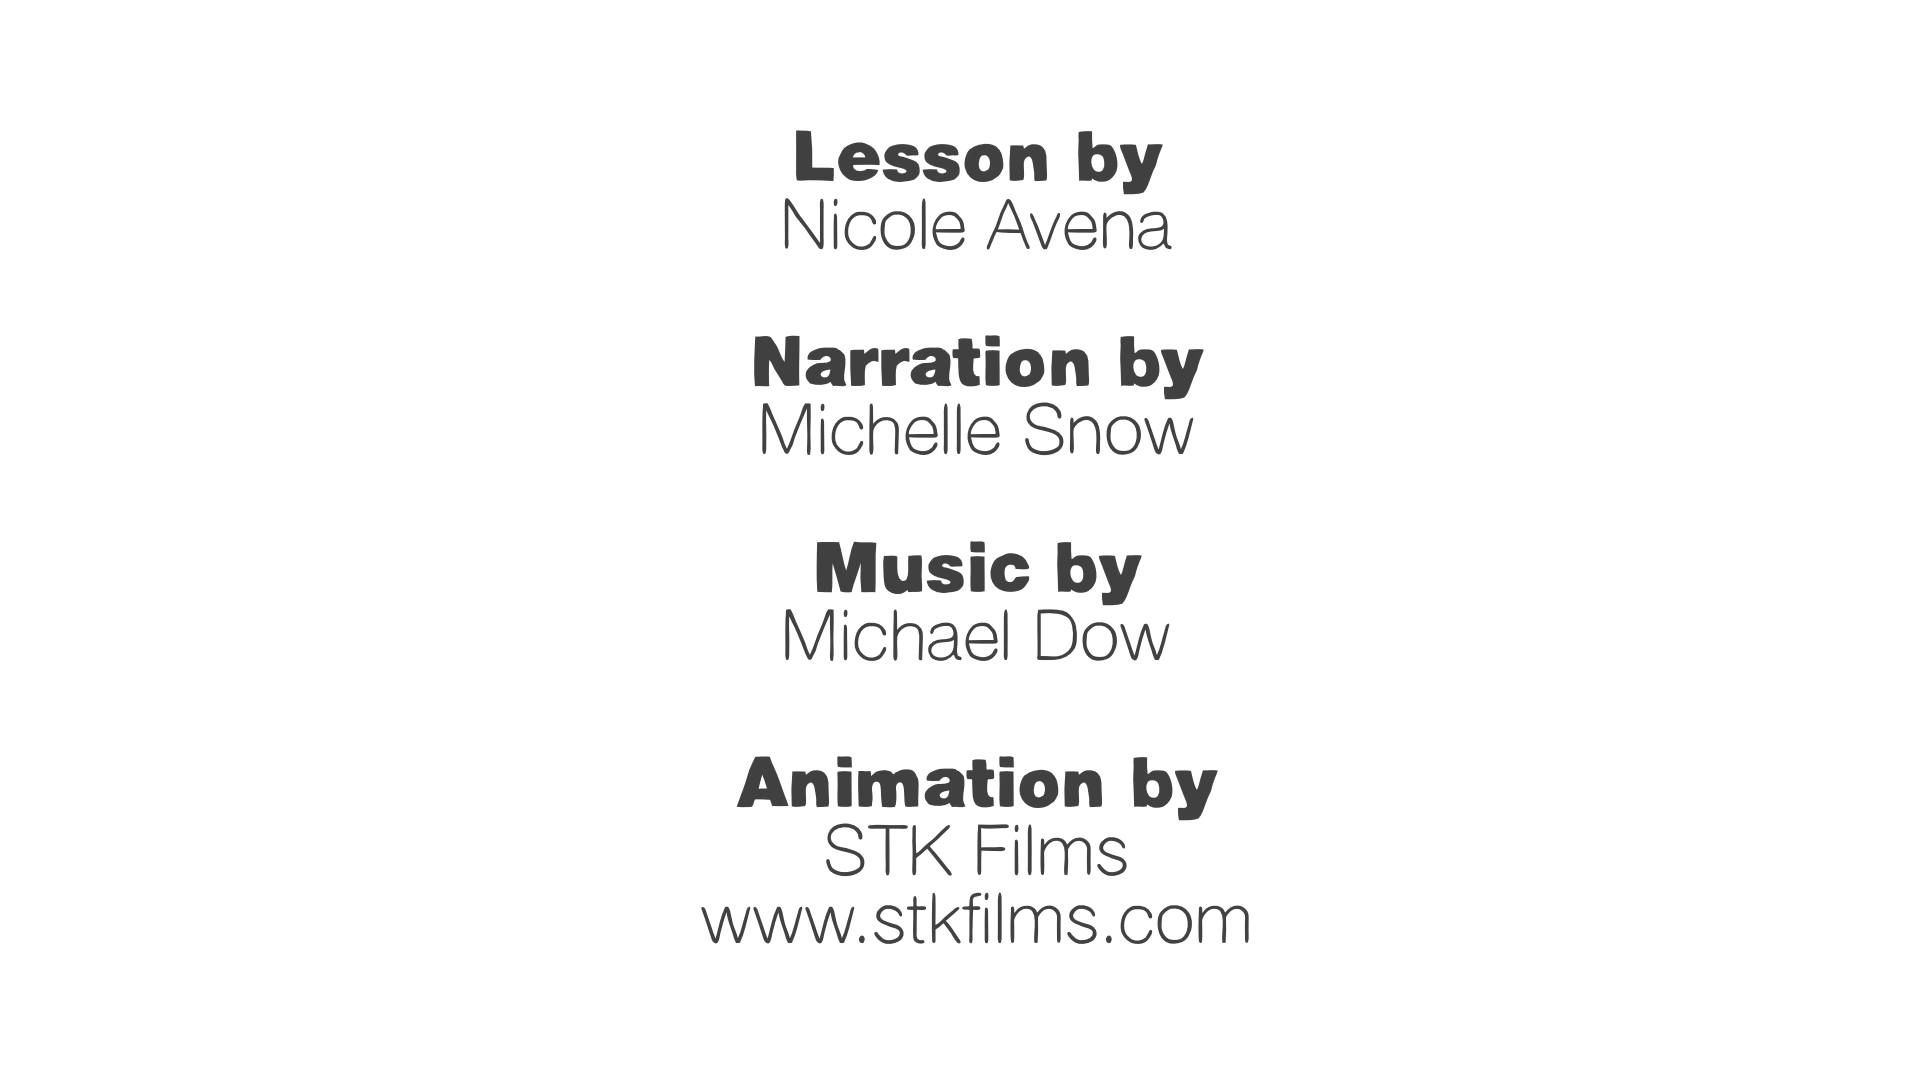 Lesson by
Nicole Avena
Narration by
Michelle Snow
Music by
Michael Dow
Animation by
STK Films
www.stkfilms.com